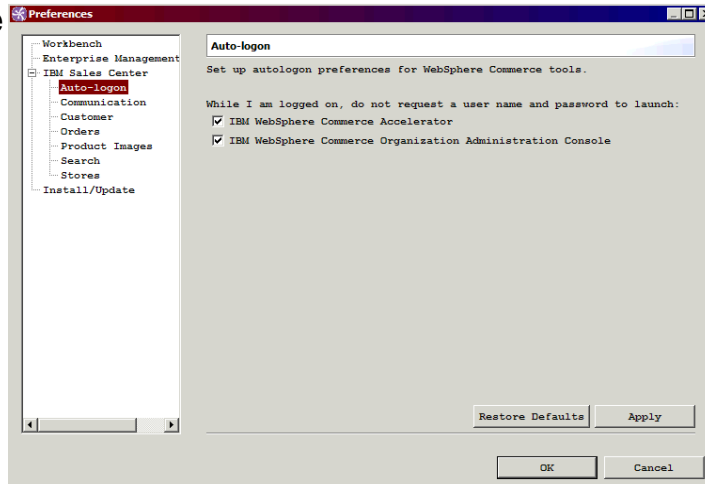 Preferences
Workbench
Enterprise Management
IBM Sales Center
Auto-logon
Communication
Customer
Orders
Product Images
Search
Stores
Install/Update
Auto-logon
Set up autologon preferences for WebSphere Commerce tools.
While I am logged on, do not request a user name and password to launch:
IBM WebSphere Commerce Accelerator
IBM WebSphere Commerce Organization Administration Console
Restore Defaults Apply
OK Cancel